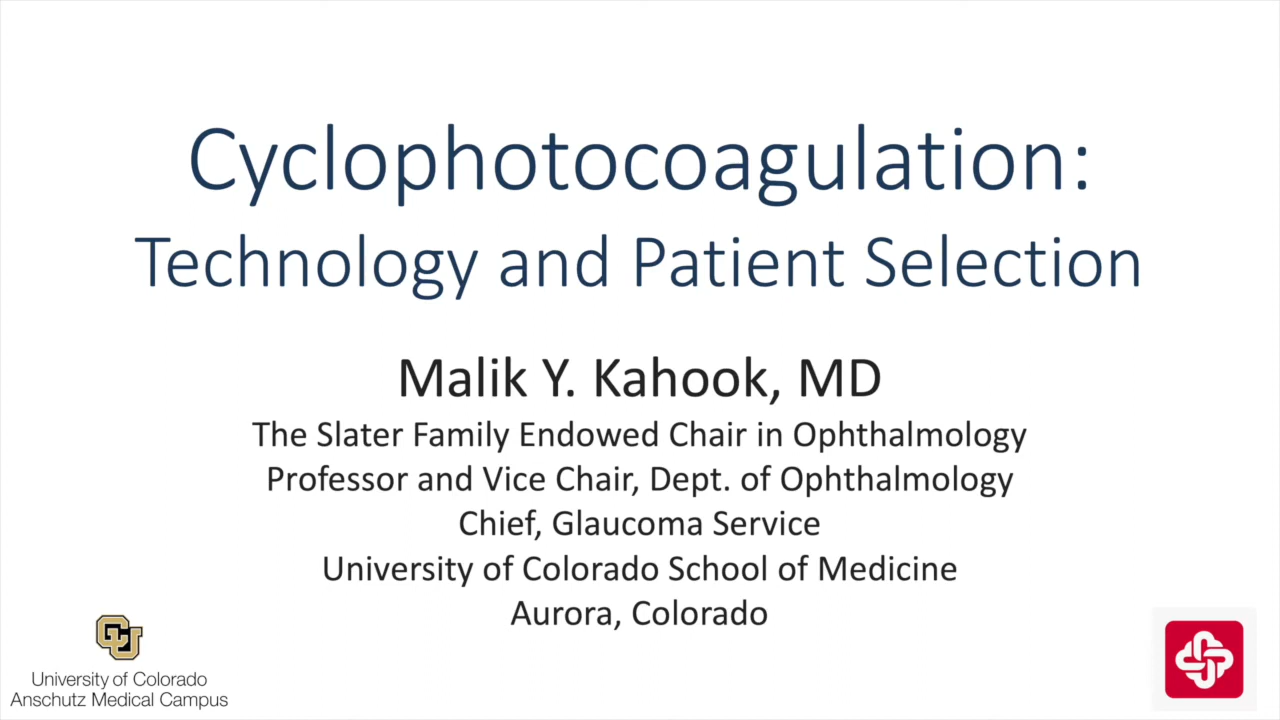 Cyclophotocoagulation:
Technology and Patient Selection
Malik Y. Kahook, MD
The Slater Family Endowed Chair in Ophthalmology
Professor and Vice Chair, Dept. of Ophthalmology
Chief, Glaucoma Service
University of Colorado School of Medicine
Aurora, Colorado
CU
University of Colorado
Anschutz Medical Campus